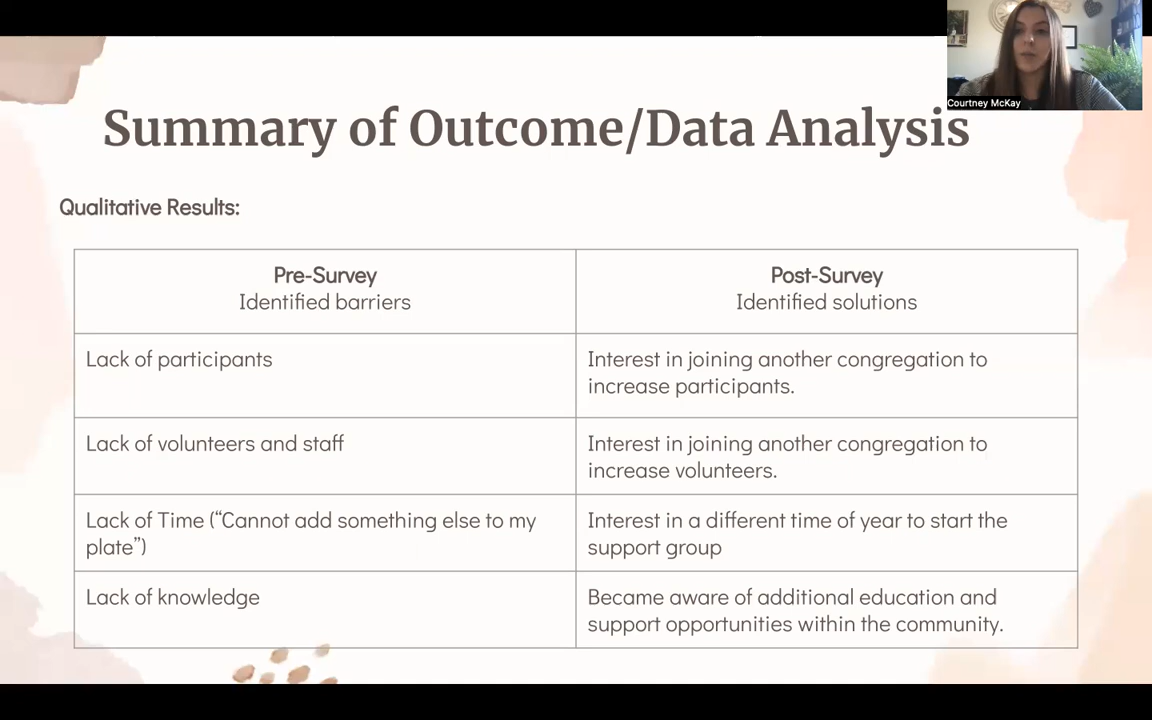 Courtney McKay
Summary of Outcome/Data Analysis
Qualitative Results:
Pre-Survey
Identified barriers
Post-Survey
Identified solutions
Lack of participants
Interest in joining another congregation to
increase participants.
Lack of volunteers and staff
Interest in joining another congregation to
increase volunteers.
Lack of Time (“Cannot add something else to my
plate”)
Interest in a different time of year to start the
support group
Lack of knowledge
Became aware of additional education and
support opportunities within the community.